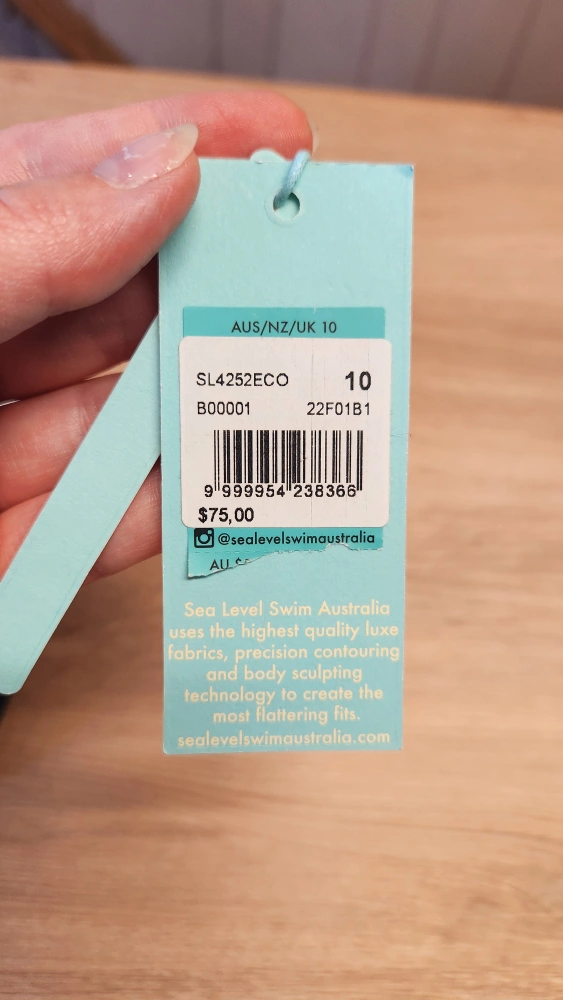 AUS/NZ/UK 10
SL4252ECO 10
B00001 22F01B1
9 999954 238366
$75,00
@sealevelswimaustralia
AU
Sea Level Swim Australia
uses the highest quality luxe
fabrics, precision contouring
and body sculpting
technology to create the
most flattering fits.
sealevelswimaustralia.com